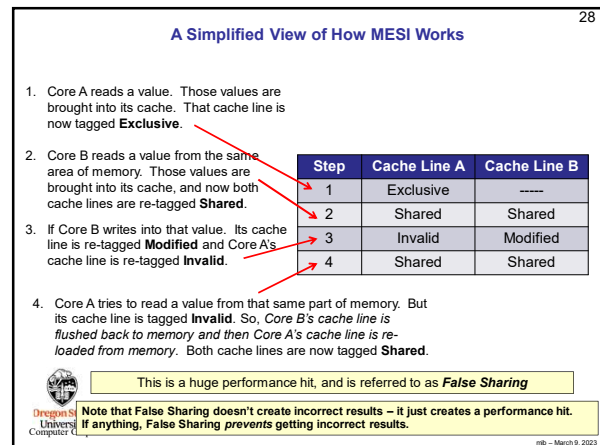 28
A Simplified View of How MESI Works
1. Core A reads a value. Those values are
brought into its cache. That cache line is
now tagged Exclusive.
2. Core B reads a value from the same
area of memory. Those values are
brought into its cache, and now both
cache lines are re-tagged Shared.
3. If Core B writes into that value. Its cache
line is re-tagged Modified and Core A's
cache line is re-tagged Invalid.
Step Cache Line A Cache Line B
1 Exclusive -----
2 Shared Shared
3 Invalid Modified
4 Shared Shared
4. Core A tries to read a value from that same part of memory. But
its cache line is tagged Invalid. So, Core B's cache line is
flushed back to memory and then Core A's cache line is re-
loaded from memory. Both cache lines are now tagged Shared.
This is a huge performance hit, and is referred to as False Sharing
Oregon St
Universi
Computer G
Note that False Sharing doesn't create incorrect results – it just creates a performance hit.
If anything, False Sharing prevents getting incorrect results.
mjb – March 9, 2023